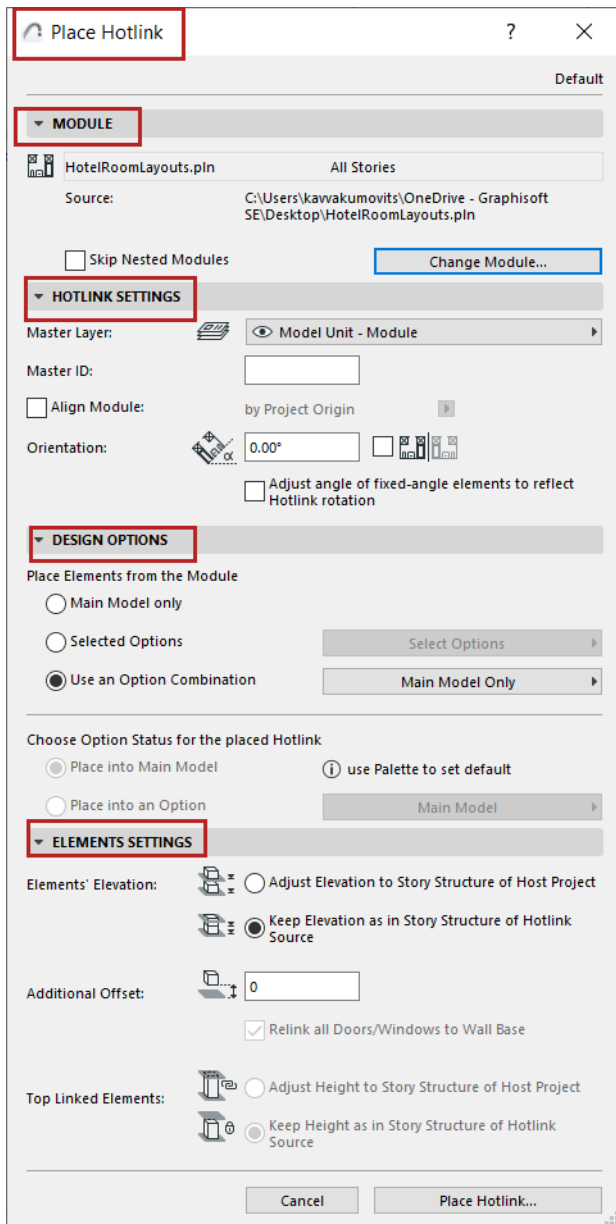 Place Hotlink
?
Default
MODULE
HotelRoomLayouts.pln All Stories
Source: C:\Users\kavvakumovits\OneDrive - Graphisoft
SE\Desktop\HotelRoomLayouts.pln
Skip Nested Modules Change Module...
HOTLINK SETTINGS
Master Layer: Model Unit - Module
Master ID:
Align Module: by Project Origin
Orientation: α 0.00°
Adjust angle of fixed-angle elements to reflect
Hotlink rotation
DESIGN OPTIONS
Place Elements from the Module
Main Model only
Selected Options Select Options
Use an Option Combination Main Model Only
Choose Option Status for the placed Hotlink
Place into Main Model i use Palette to set default
Place into an Option Main Model
ELEMENTS SETTINGS
Elements' Elevation: Adjust Elevation to Story Structure of Host Project
Keep Elevation as in Story Structure of Hotlink
Source
Additional Offset: 0
Relink all Doors/Windows to Wall Base
Top Linked Elements: Adjust Height to Story Structure of Host Project
Keep Height as in Story Structure of Hotlink
Source
Cancel Place Hotlink...